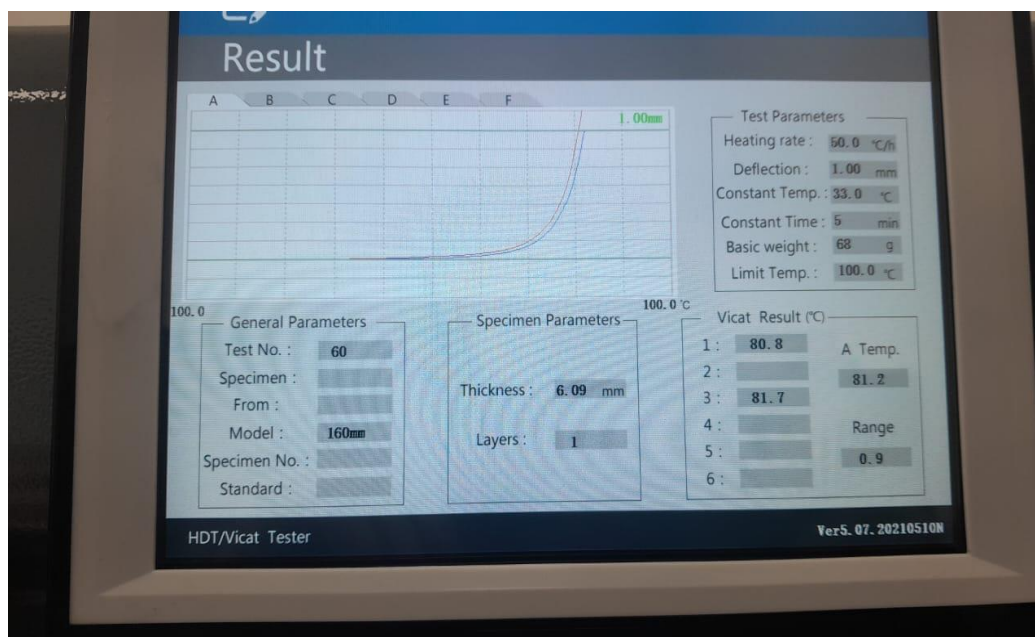 Result
A B C D E F
1.00mm
100.0
100.0 ℃
Test Parameters
Heating rate : 50.0 ℃/h
Deflection : 1.00 mm
Constant Temp. : 33.0 ℃
Constant Time : 5 min
Basic weight : 68 g
Limit Temp. : 100.0 ℃
General Parameters
Test No. : 60
Specimen :
From :
Model : 160mm
Specimen No. :
Standard :
Specimen Parameters
Thickness : 6.09 mm
Layers : 1
Vicat Result (℃)
1 : 80.8
2 :
3 : 81.7
4 :
5 :
6 :
A Temp.
81.2
Range
0.9
HDT/Vicat Tester
Ver5.07.20210510N